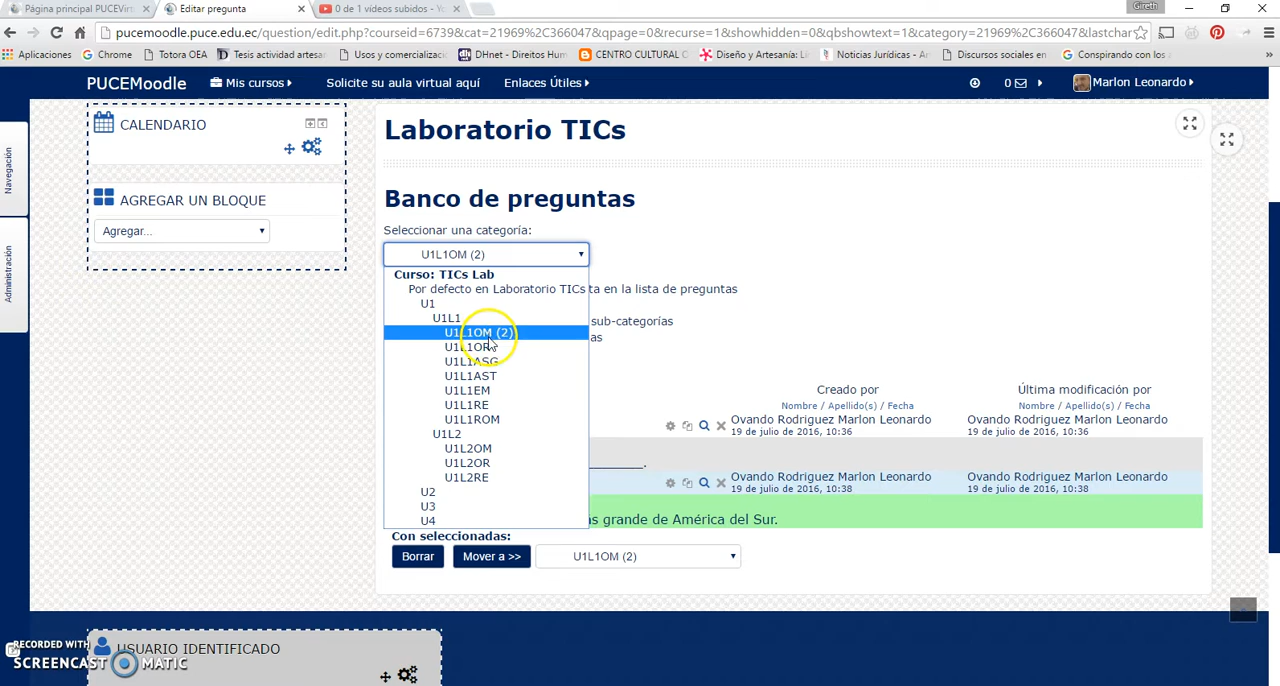 Página principal PUCEVirt
Editar pregunta
0 de 1 vídeos subidos - Yo
Gireth
pucemoodle.puce.edu.ec/question/edit.php?courseid=6739&cat=21969%2C366047&qpage=0&recurse=1&showhidden=0&qbshowtext=1&category=21969%2C366047&lastchar
Aplicaciones
Chrome
Totora OEA
Tesis actividad artesan
Usos y comercializac
DHnet - Direitos Hum
CENTRO CULTURAL C
Diseño y Artesanía: Lin
Noticias Jurídicas - Ar
Discursos sociales en
Conspirando con los
»
PUCEMoodle
Mis cursos
Solicite su aula virtual aquí
Enlaces Útiles
0
Marlon Leonardo
Navegación
Administración
CALENDARIO
AGREGAR UN BLOQUE
Agregar...
Laboratorio TICs
Banco de preguntas
Seleccionar una categoría:
U1L1OM (2)
Curso: TICs Lab
Por defecto en Laboratorio TICs ta en la lista de preguntas
U1
U1L1 sub-categorías
U1L1OM (2) as
U1L1OR
U1L1ASG
U1L1AST
U1L1EM
U1L1RE
U1L1ROM
U1L2
U1L2OM
U1L2OR
U1L2RE
U2
U3
U4
Creado por
Nombre / Apellido(s) / Fecha
Última modificación por
Nombre / Apellido(s) / Fecha
Ovando Rodriguez Marlon Leonardo
19 de julio de 2016, 10:36
Ovando Rodriguez Marlon Leonardo
19 de julio de 2016, 10:36
Ovando Rodriguez Marlon Leonardo
19 de julio de 2016, 10:38
Ovando Rodriguez Marlon Leonardo
19 de julio de 2016, 10:38
ás grande de América del Sur.
Con seleccionadas:
Borrar
Mover a >>
U1L1OM (2)
USUARIO IDENTIFICADO
RECORDED WITH
SCREENCAST MATIC